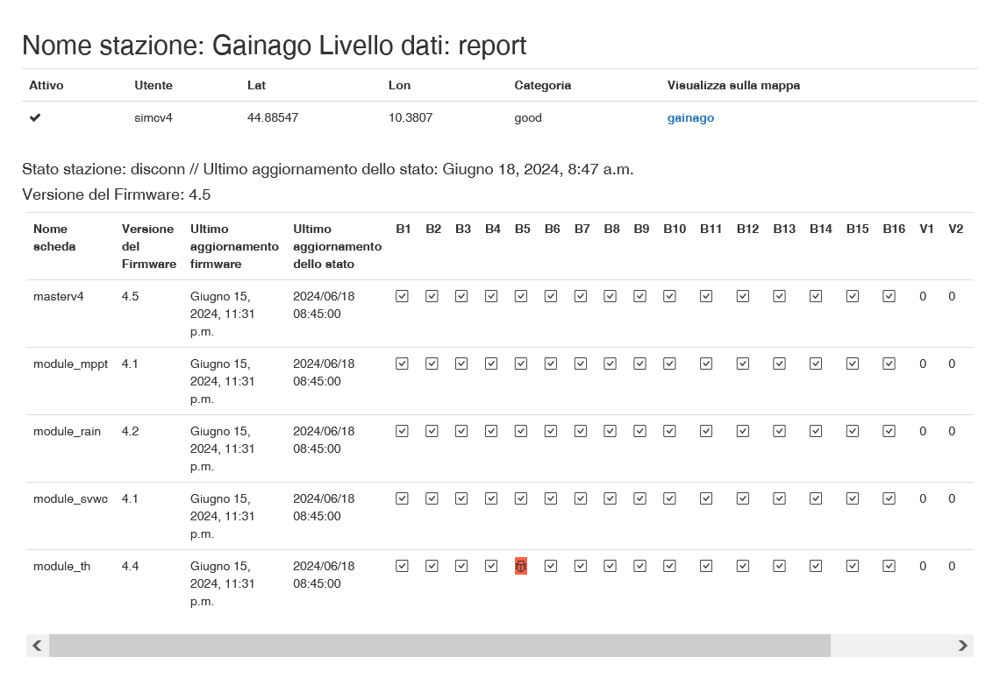 Nome stazione: Gainago Livello dati: report
Attivo Utente Lat Lon Categoria Visualizza sulla mappa
simcv4 44.88547 10.3807 good gainago
Stato stazione: disconn // Ultimo aggiornamento dello stato: Giugno 18, 2024, 8:47 a.m.
Versione del Firmware: 4.5
Nome Versione Ultimo Ultimo B1 B2 B3 B4 B5 B6 B7 B8 B9 B10 B11 B12 B13 B14 B15 B16 V1 V2
scheda del aggiornamento aggiornamento
Firmware firmware dello stato
masterv4 4.5 Giugno 15, 2024/06/18 0 0
2024, 11:31 08:45:00
p.m.
module_mppt 4.1 Giugno 15, 2024/06/18 0 0
2024, 11:31 08:45:00
p.m.
module_rain 4.2 Giugno 15, 2024/06/18 0 0
2024, 11:31 08:45:00
p.m.
module_svwc 4.1 Giugno 15, 2024/06/18 0 0
2024, 11:31 08:45:00
p.m.
module_th 4.4 Giugno 15, 2024/06/18 0 0
2024, 11:31 08:45:00
p.m.